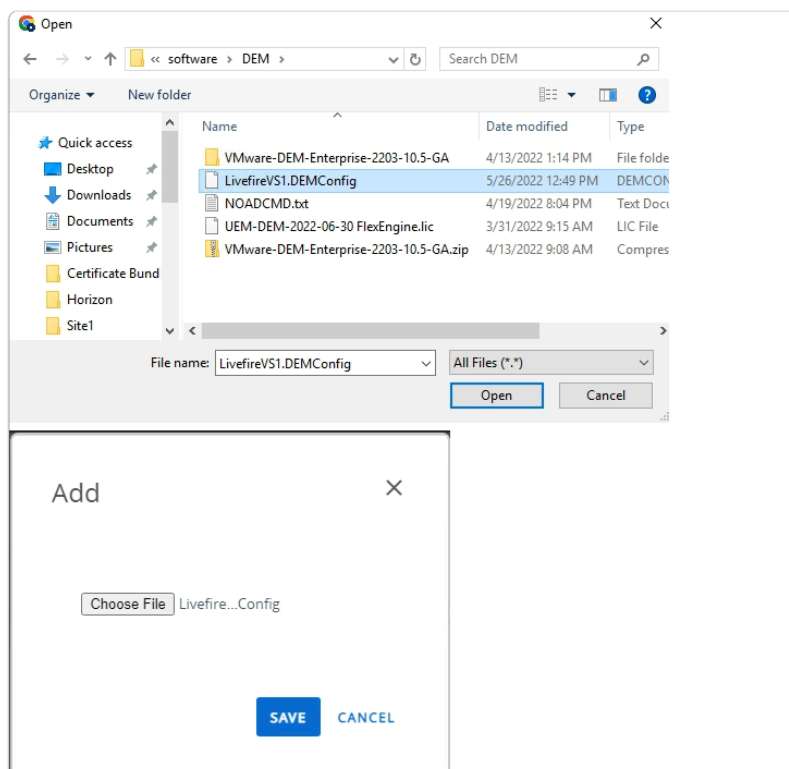 Open
« software > DEM >
Search DEM
Organize
New folder
Name
Date modified
Type
Quick access
Desktop
Downloads
Documents
Pictures
Certificate Bund
Horizon
Site1
VMware-DEM-Enterprise-2203-10.5-GA 4/13/2022 1:14 PM File folde
LivefireVS1.DEMConfig 5/26/2022 12:49 PM DEMCON
NOADCMD.txt 4/19/2022 8:04 PM Text Docu
UEM-DEM-2022-06-30 FlexEngine.lic 3/31/2022 9:15 AM LIC File
VMware-DEM-Enterprise-2203-10.5-GA.zip 4/13/2022 9:08 AM Compres
File name: LivefireVS1.DEMConfig All Files (*.*)
Open Cancel
Add
Choose File Livefire...Config
SAVE CANCEL